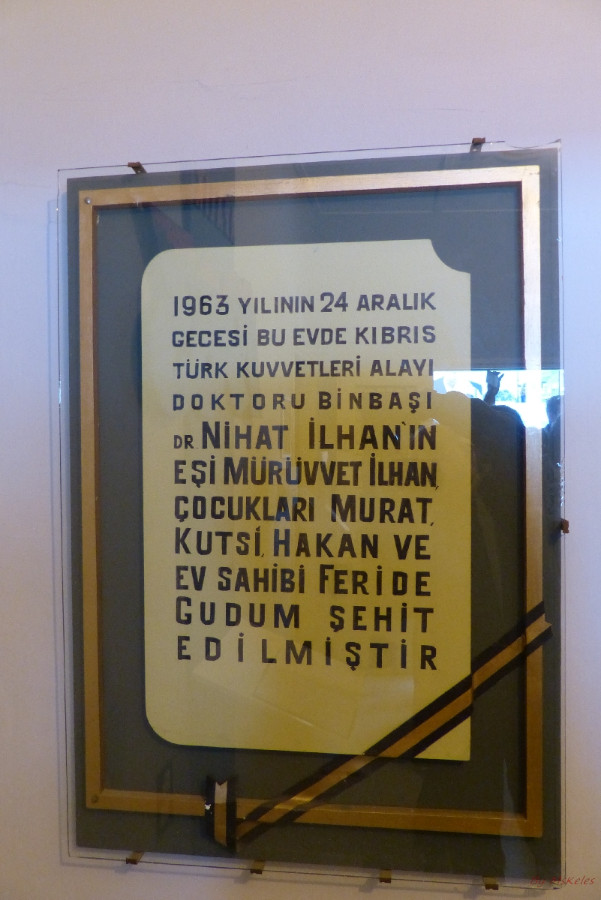 1963 YILININ 24 ARALIK
GECESİ BU EVDE KIBRIS
TÜRK KUVVETLERİ ALAYI
DOKTORU BİNBAŞI
DR NİHAT İLHAN'IN
EŞİ MÜRÜVVET İLHAN,
ÇOCUKLARI MURAT,
KUTSİ, HAKAN VE
EV SAHİBİ FERİDE
GUDUM ŞEHİT
EDİLMİŞTİR